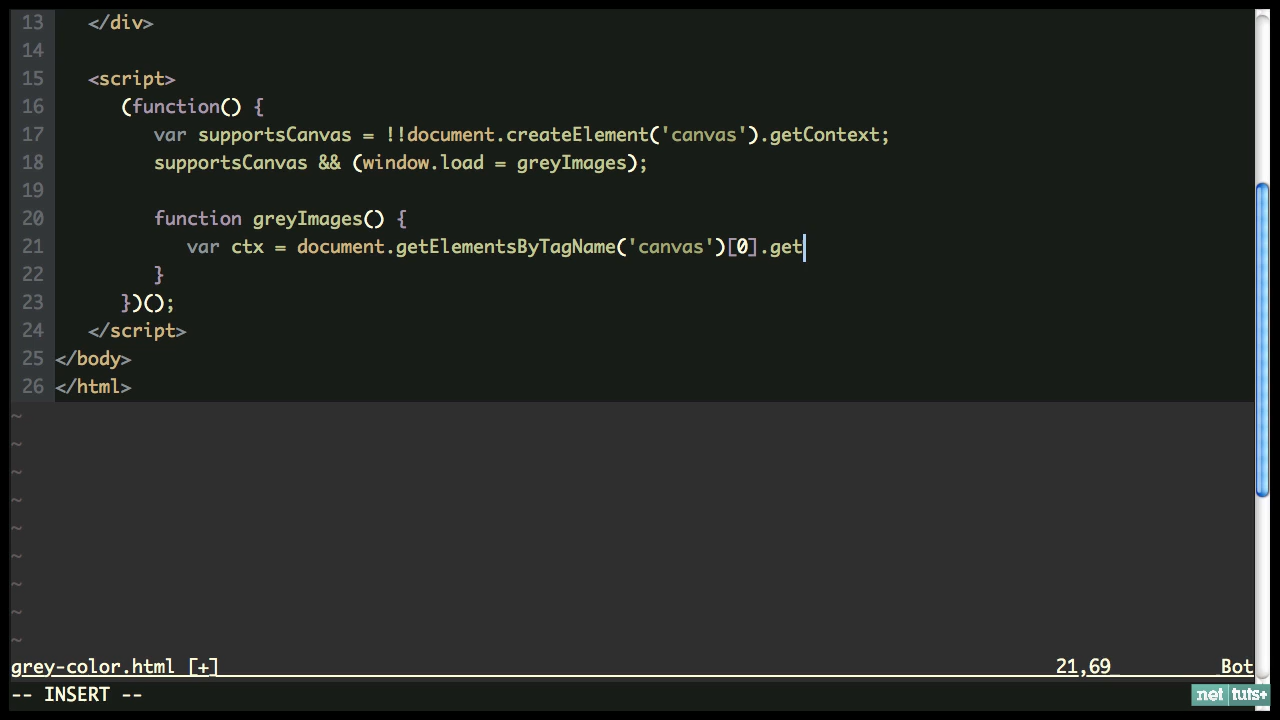 13    </div>
14
15    <script>
16       (function() {
17          var supportsCanvas = !!document.createElement('canvas').getContext;
18          supportsCanvas && (window.load = greyImages);
19
20          function greyImages() {
21             var ctx = document.getElementsByTagName('canvas')[0].get
22          }
23       })();
24    </script>
25 </body>
26 </html>
~
~
~
~
~
~
~
~
~
grey-color.html [+] 21,69 Bot
-- INSERT --
net tuts+